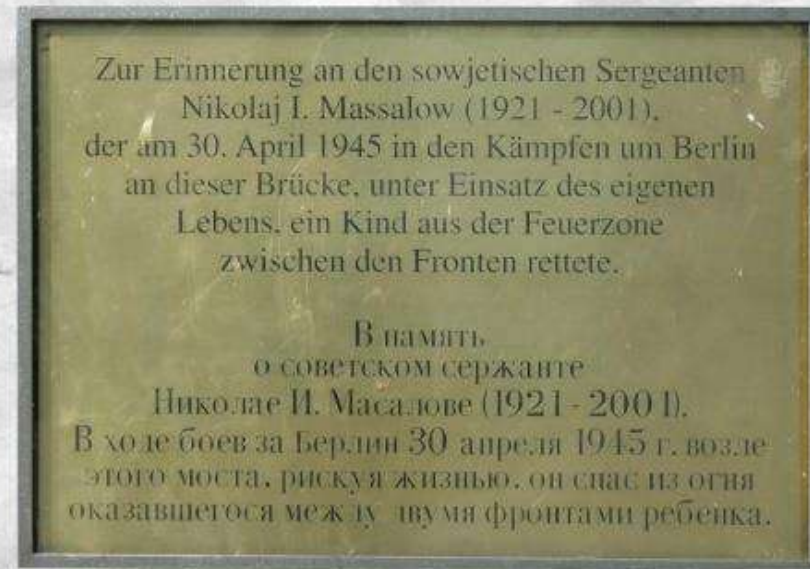 Zur Erinnerung an den sowjetischen Sergeanten
Nikolaj I. Massalow (1921 - 2001),
der am 30. April 1945 in den Kämpfen um Berlin
an dieser Brücke, unter Einsatz des eigenen
Lebens, ein Kind aus der Feuerzone
zwischen den Fronten rettete.
В память
о советском сержанте
Николае И. Масалове (1921 - 2001).
В ходе боев за Берлин 30 апреля 1945 г. возле
этого моста, рискуя жизнью, он спас из огня
оказавшегося между двумя фронтами ребенка.